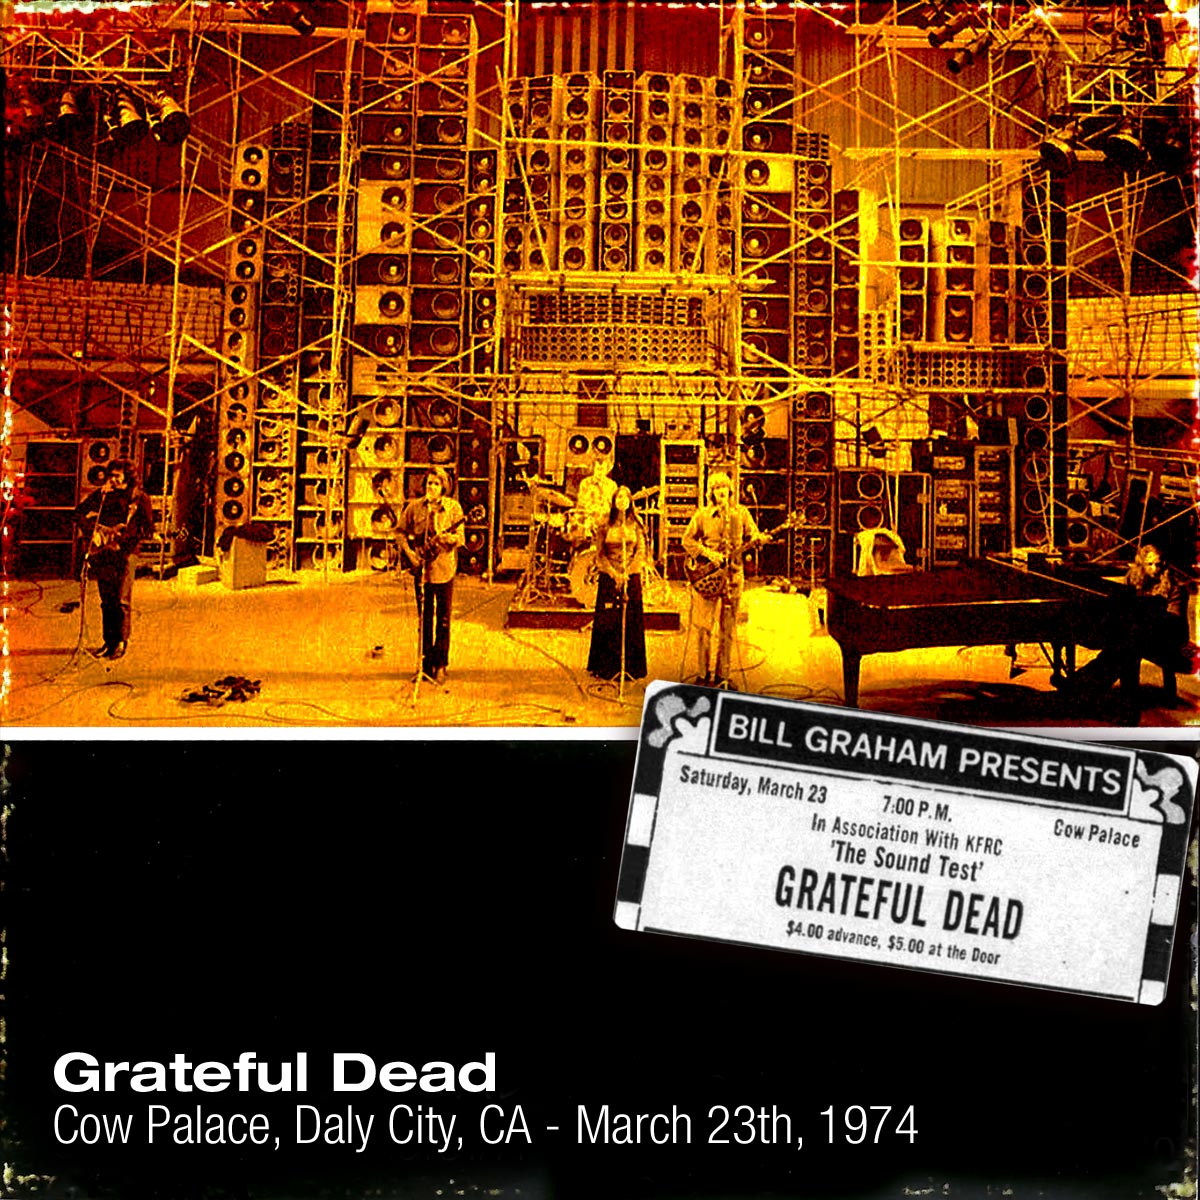 BILL GRAHAM PRESENTS
Saturday, March 23
7:00 P.M.
Cow Palace
In Association With KFRC
'The Sound Test'
GRATEFUL DEAD
$4.00 advance, $5.00 at the Door
Grateful Dead
Cow Palace, Daly City, CA - March 23th, 1974